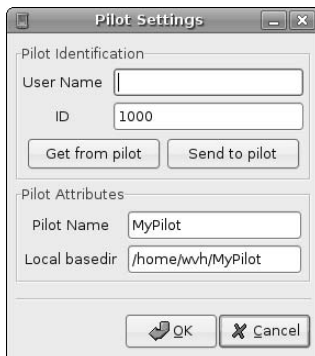 Pilot Settings
Pilot Identification
User Name
ID 1000
Get from pilot Send to pilot
Pilot Attributes
Pilot Name MyPilot
Local basedir /home/wvh/MyPilot
OK Cancel